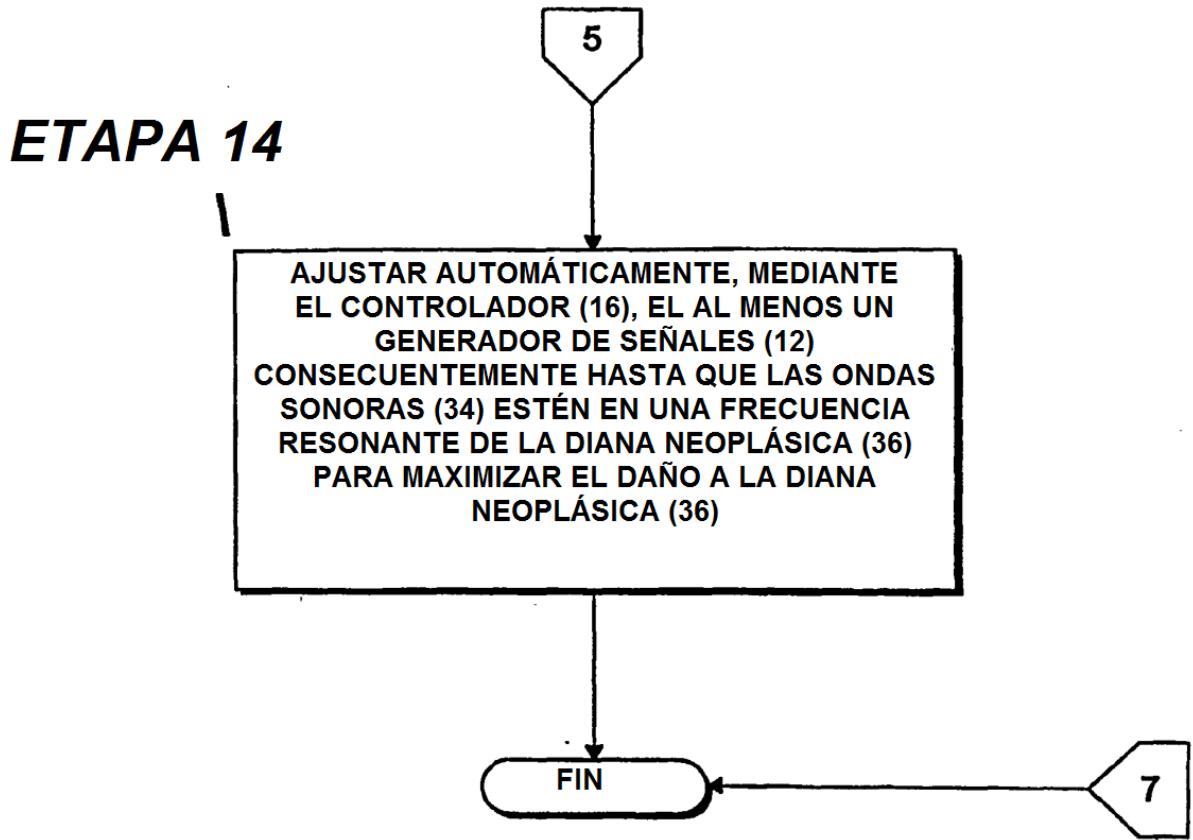 5
ETAPA 14
AJUSTAR AUTOMÁTICAMENTE, MEDIANTE
EL CONTROLADOR (16), EL AL MENOS UN
GENERADOR DE SEÑALES (12)
CONSECUENTEMENTE HASTA QUE LAS ONDAS
SONORAS (34) ESTÉN EN UNA FRECUENCIA
RESONANTE DE LA DIANA NEOPLÁSICA (36)
PARA MAXIMIZAR EL DAÑO A LA DIANA
NEOPLÁSICA (36)
FIN
7